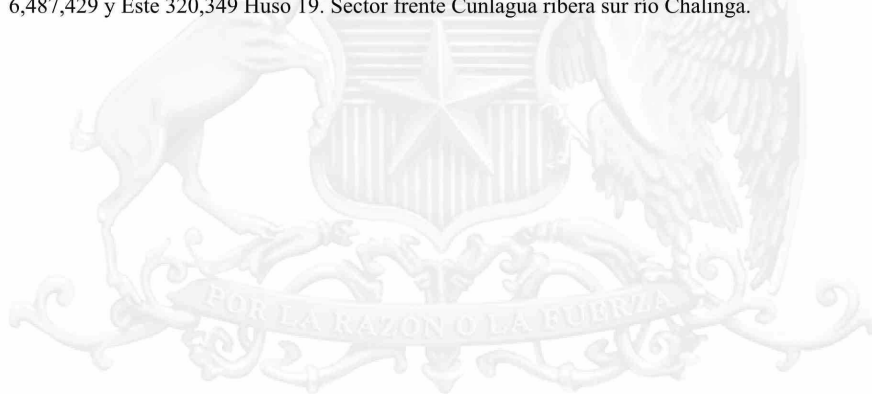 6,487,429 y Este 320,349 Huso 19. Sector frente Cunlagua ribera sur río Chalinga.
POR LA RAZÓN O LA FUERZA